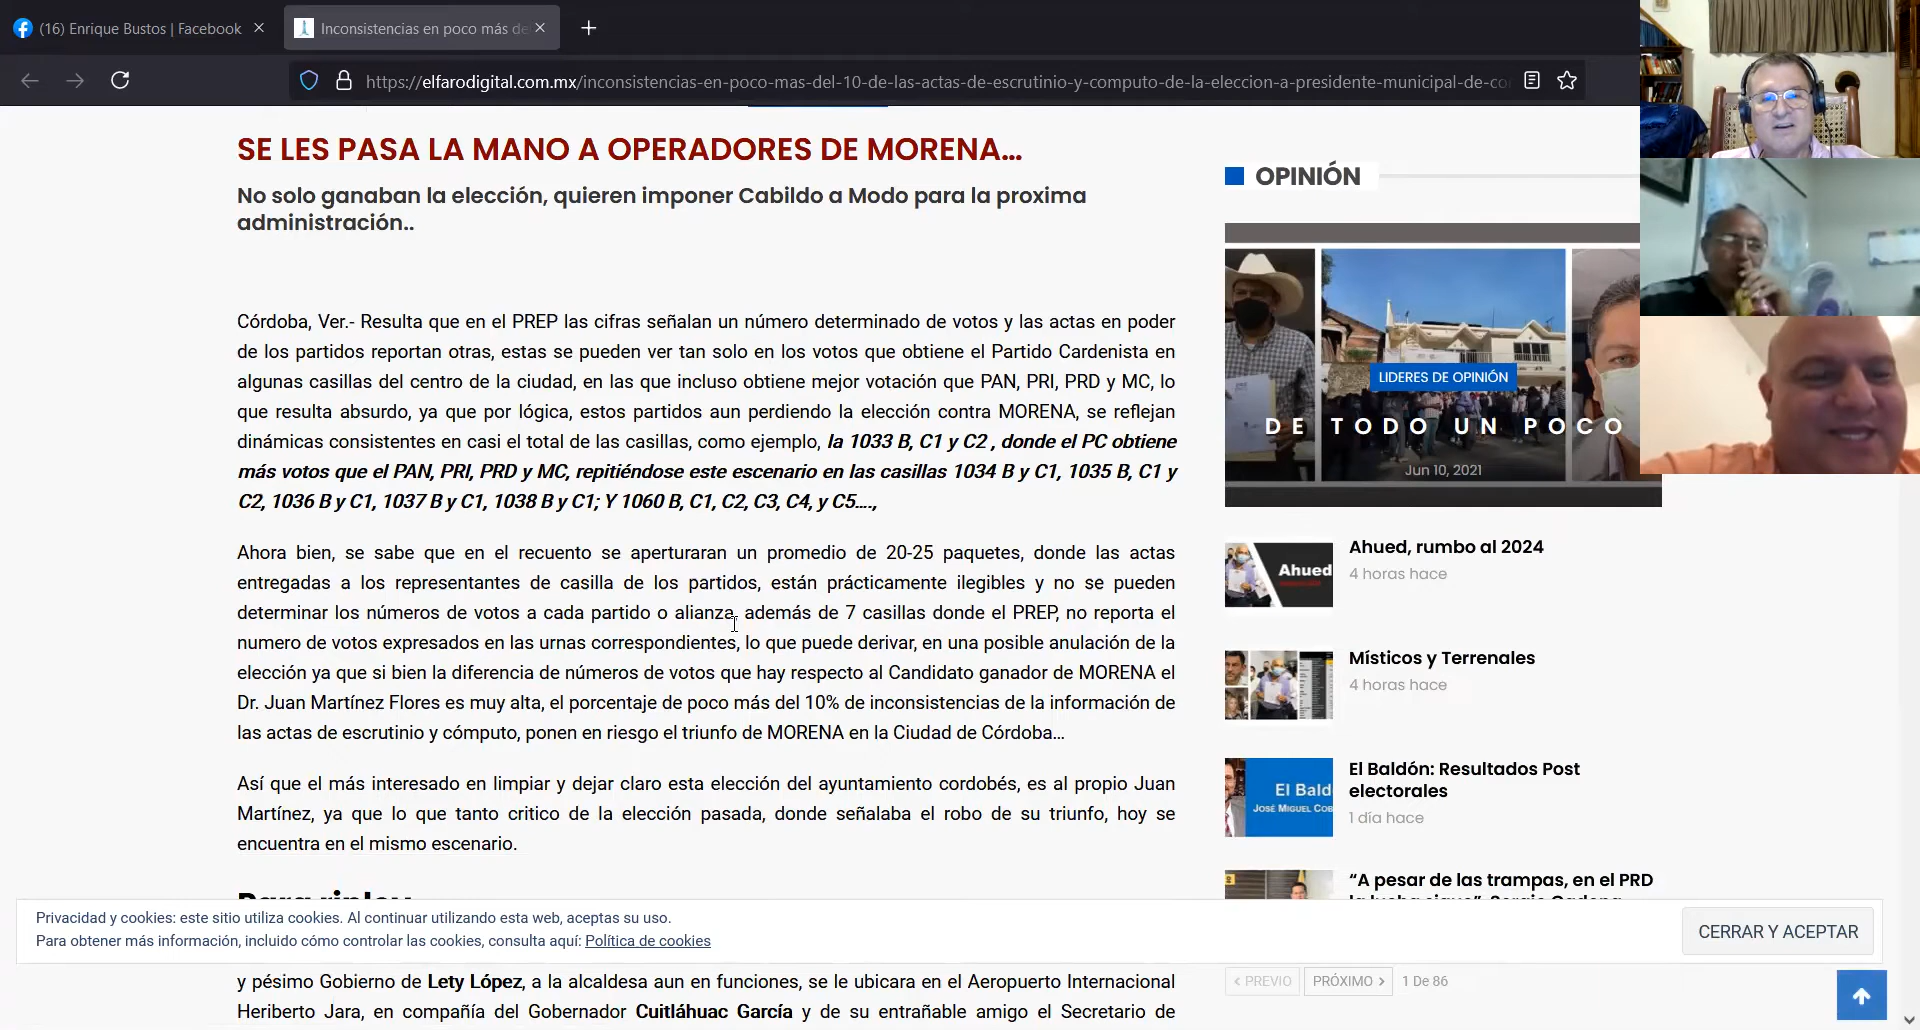 (16) Enrique Bustos | Facebook
Inconsistencias en poco más de
https://elfarodigital.com.mx/inconsistencias-en-poco-mas-del-10-de-las-actas-de-escrutinio-y-computo-de-la-eleccion-a-presidente-municipal-de-co
SE LES PASA LA MANO A OPERADORES DE MORENA...
No solo ganaban la elección, quieren imponer Cabildo a Modo para la proxima
administración..
Córdoba, Ver.- Resulta que en el PREP las cifras señalan un número determinado de votos y las actas en poder
de los partidos reportan otras, estas se pueden ver tan solo en los votos que obtiene el Partido Cardenista en
algunas casillas del centro de la ciudad, en las que incluso obtiene mejor votación que PAN, PRI, PRD y MC, lo
que resulta absurdo, ya que por lógica, estos partidos aun perdiendo la elección contra MORENA, se reflejan
dinámicas consistentes en casi el total de las casillas, como ejemplo, la 1033 B, C1 y C2 , donde el PC obtiene
más votos que el PAN, PRI, PRD y MC, repitiéndose este escenario en las casillas 1034 B y C1, 1035 B, C1 y
C2, 1036 B y C1, 1037 B y C1, 1038 B y C1; Y 1060 B, C1, C2, C3, C4, y C5....,
Ahora bien, se sabe que en el recuento se aperturaran un promedio de 20-25 paquetes, donde las actas
entregadas a los representantes de casilla de los partidos, están prácticamente ilegibles y no se pueden
determinar los números de votos a cada partido o alianza, además de 7 casillas donde el PREP, no reporta el
numero de votos expresados en las urnas correspondientes, lo que puede derivar, en una posible anulación de la
elección ya que si bien la diferencia de números de votos que hay respecto al Candidato ganador de MORENA el
Dr. Juan Martínez Flores es muy alta, el porcentaje de poco más del 10% de inconsistencias de la información de
las actas de escrutinio y cómputo, ponen en riesgo el triunfo de MORENA en la Ciudad de Córdoba...
Así que el más interesado en limpiar y dejar claro esta elección del ayuntamiento cordobés, es al propio Juan
Martínez, ya que lo que tanto critico de la elección pasada, donde señalaba el robo de su triunfo, hoy se
encuentra en el mismo escenario.
y pésimo Gobierno de Lety López, a la alcaldesa aun en funciones, se le ubicara en el Aeropuerto Internacional
Heriberto Jara, en compañía del Gobernador Cuitláhuac García y de su entrañable amigo el Secretario de
OPINIÓN
LIDERES DE OPINIÓN
DE TODO UN POCO
Jun 10, 2021
Ahued
Ahued, rumbo al 2024
4 horas hace
Místicos y Terrenales
4 horas hace
El Bald
JOSÉ MIGUEL COB
El Baldón: Resultados Post
electorales
1 día hace
“A pesar de las trampas, en el PRD
PREVIO
PRÓXIMO
1 De 86
Privacidad y cookies: este sitio utiliza cookies. Al continuar utilizando esta web, aceptas su uso.
Para obtener más información, incluido cómo controlar las cookies, consulta aquí: Política de cookies
CERRAR Y ACEPTAR